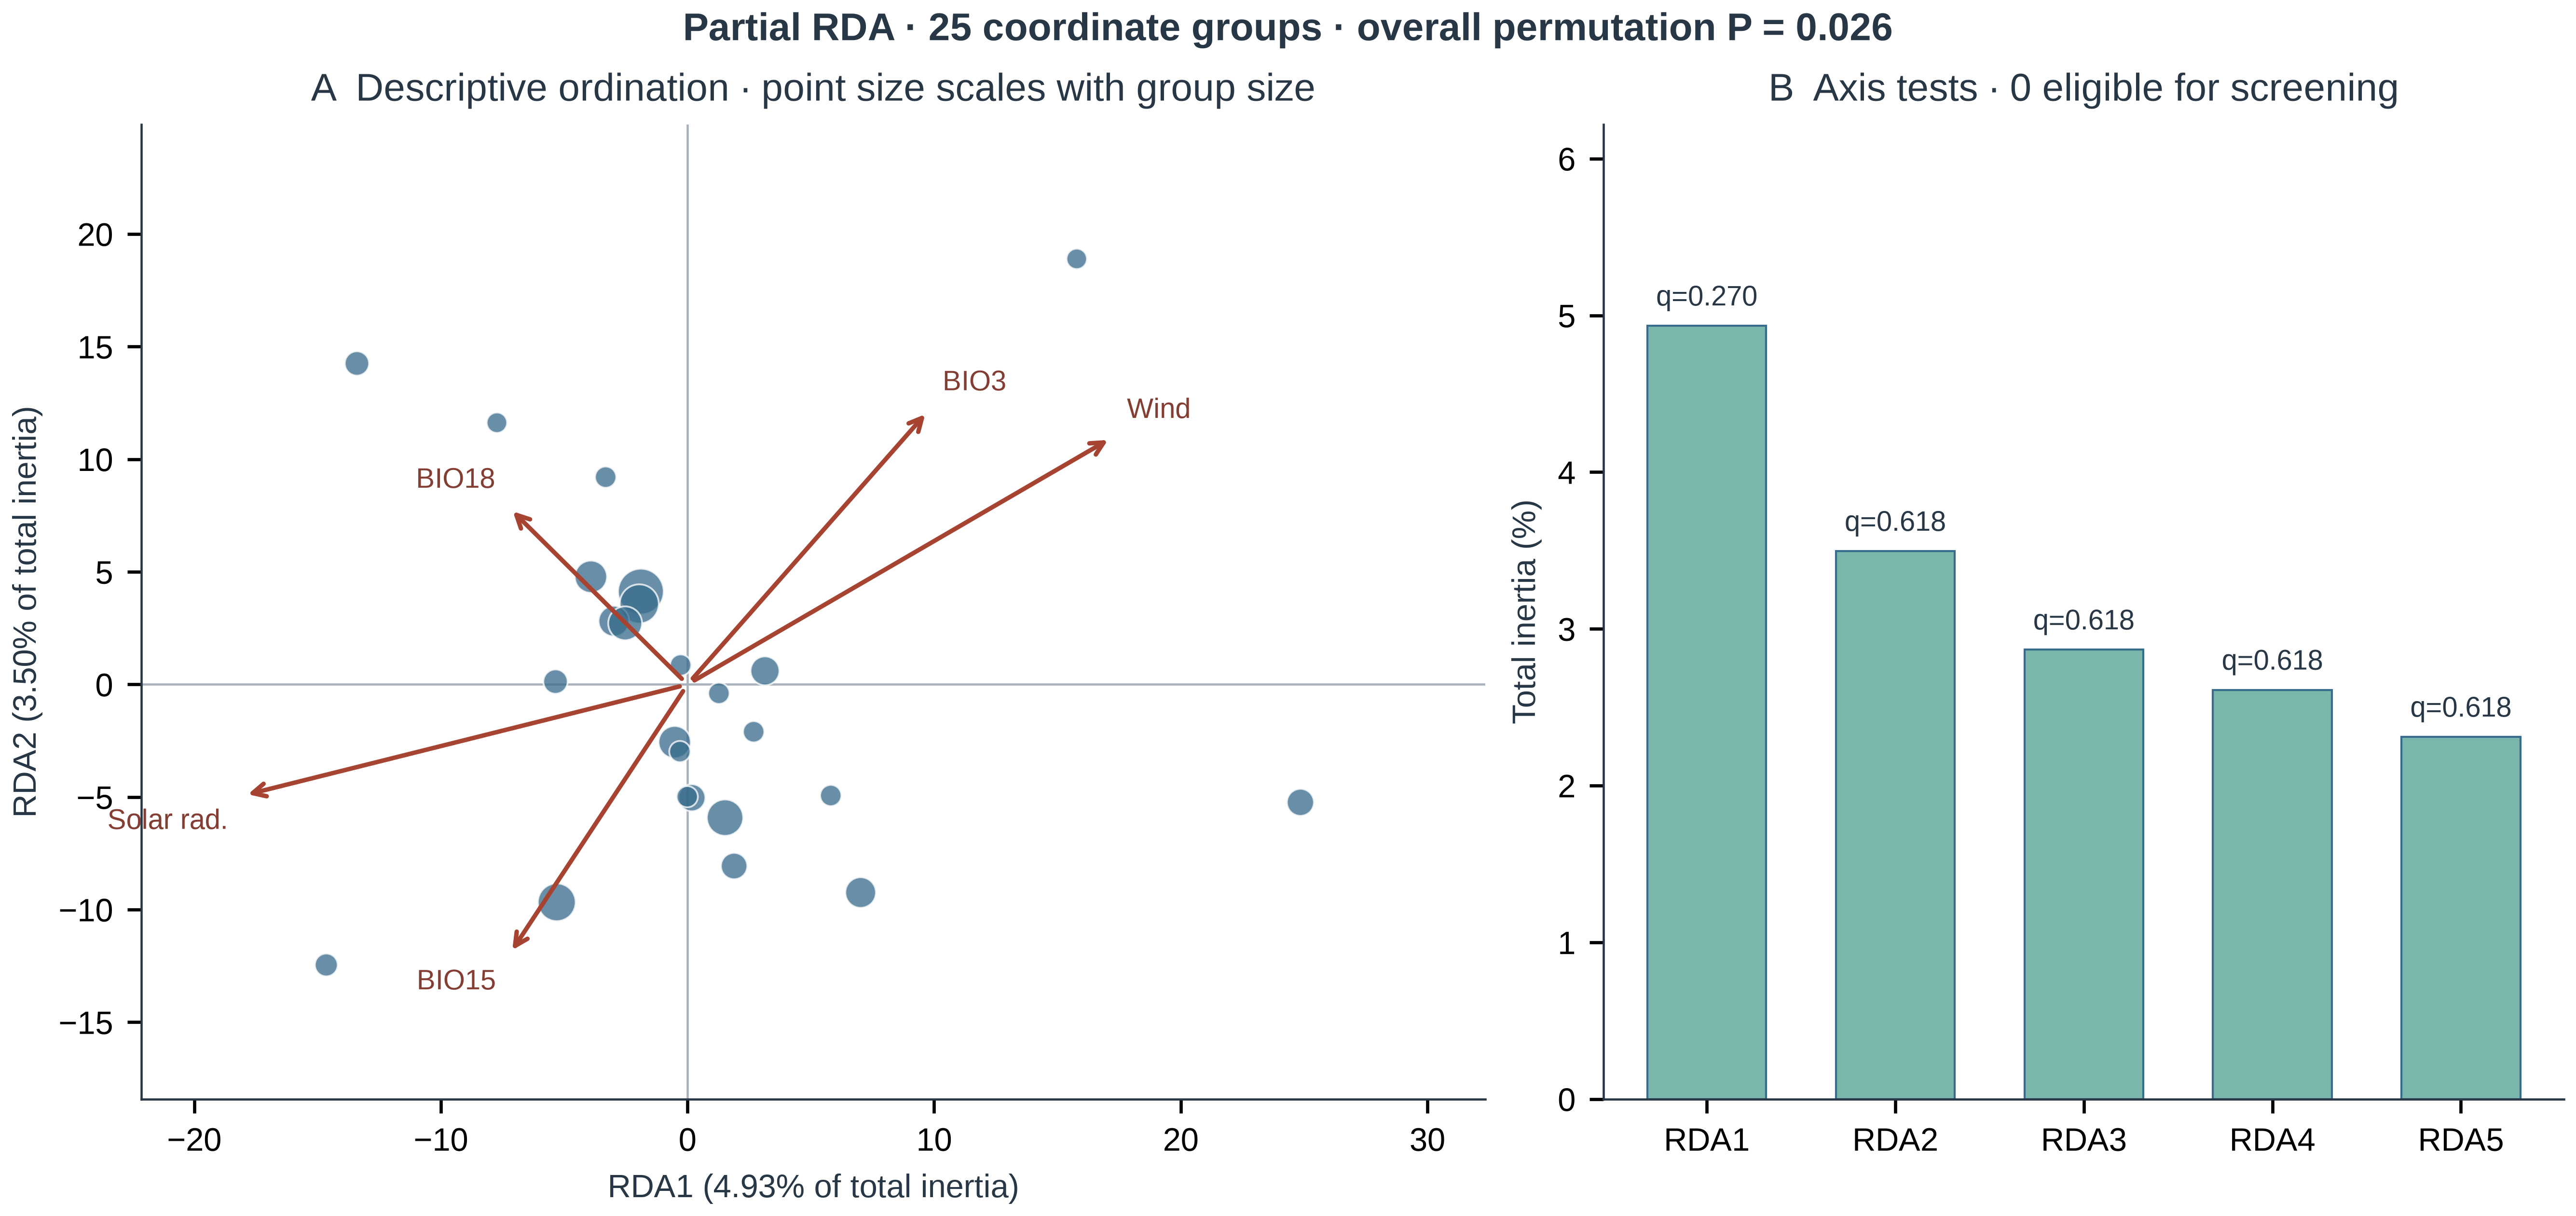 Partial RDA · 25 coordinate groups · overall permutation P = 0.026
A  Descriptive ordination · point size scales with group size
RDA2 (3.50% of total inertia)
20
15
10
5
0
−5
−10
−15
BIO3
Wind
BIO18
Solar rad.
BIO15
−20
−10
0
10
20
30
RDA1 (4.93% of total inertia)
B  Axis tests · 0 eligible for screening
Total inertia (%)
6
5
4
3
2
1
0
q=0.270
q=0.618
q=0.618
q=0.618
q=0.618
RDA1
RDA2
RDA3
RDA4
RDA5